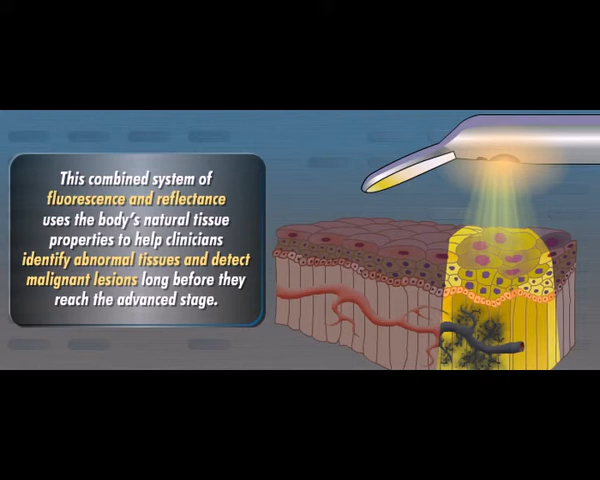 This combined system of
fluorescence and reflectance
uses the body's natural tissue
properties to help clinicians
identify abnormal tissues and detect
malignant lesions long before they
reach the advanced stage.